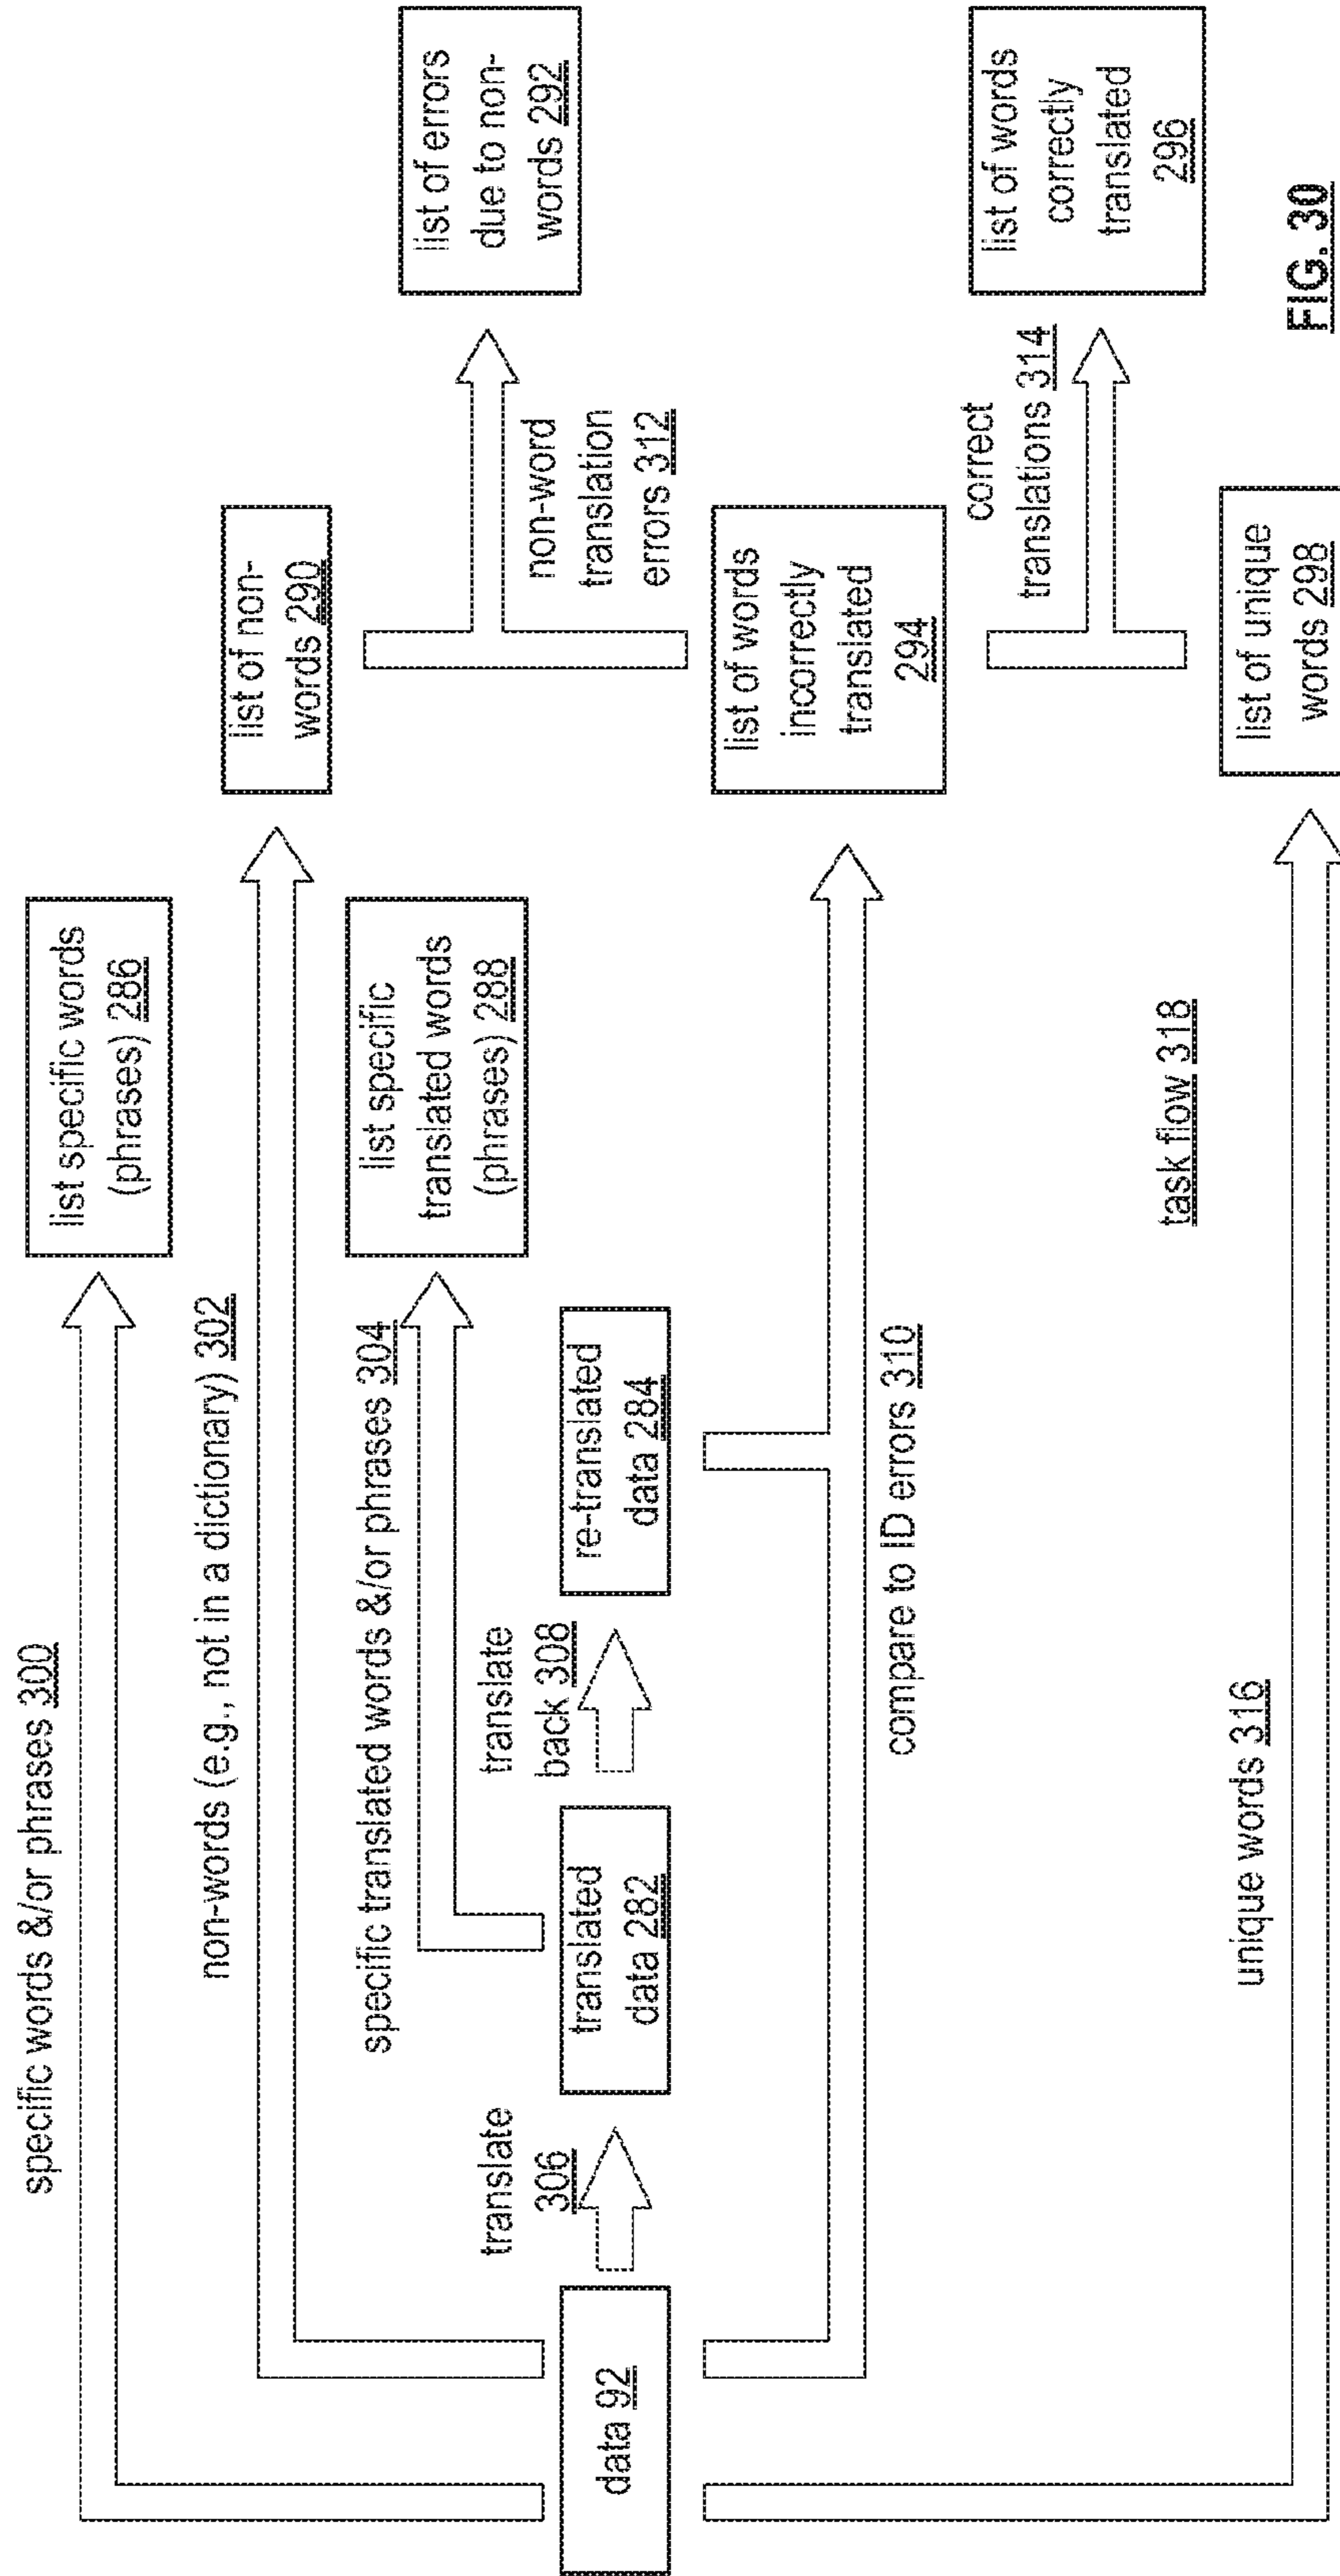 specific words &/or phrases 300
list specific words
(phrases) 286
non-words (e.g., not in a dictionary) 302
list of non-
words 290
specific translated words &/or phrases 304
list specific
translated words
(phrases) 288
list of errors
due to non-
words 292
non-word
translation
errors 312
translate
306
translate
back 308
data 92
translated
data 282
re-translated
data 284
list of words
incorrectly
translated
294
compare to ID errors 310
correct
translations 314
list of words
correctly
translated
296
task flow 318
unique words 316
list of unique
words 298
FIG. 30